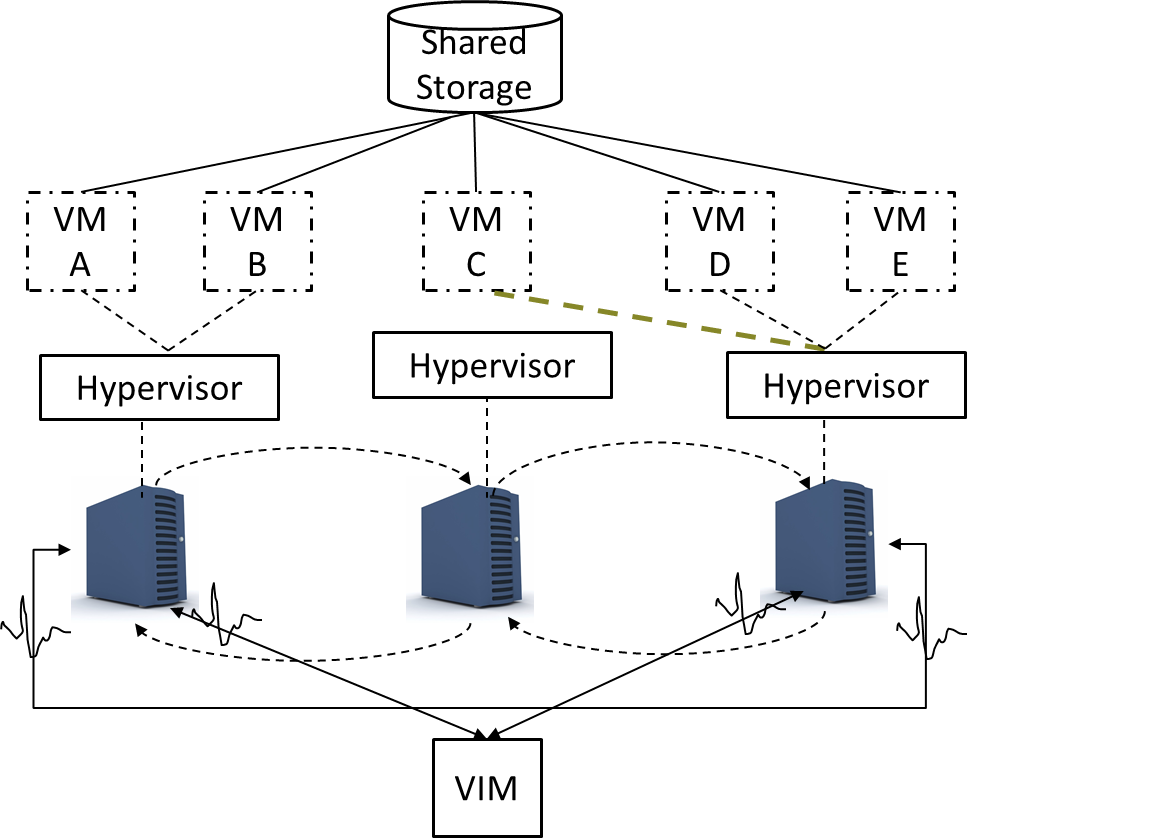 Shared
Storage
VM
A
VM
B
VM
C
VM
D
VM
E
Hypervisor
Hypervisor
Hypervisor
VIM